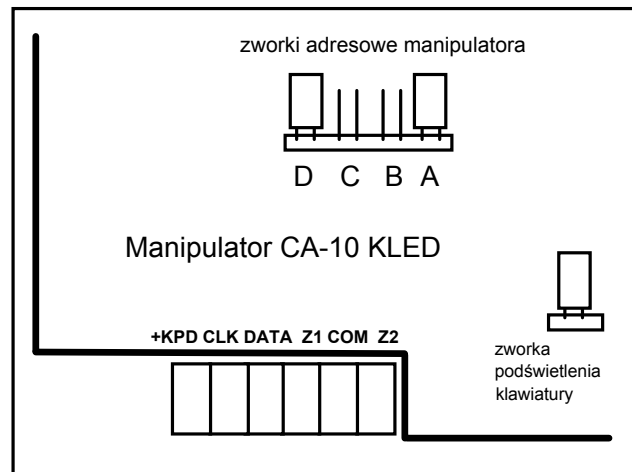 zworki adresowe manipulatora
D C B A
Manipulator CA-10 KLED
+KPD CLK DATA Z1 COM Z2
zworka
podświetlenia
klawiatury